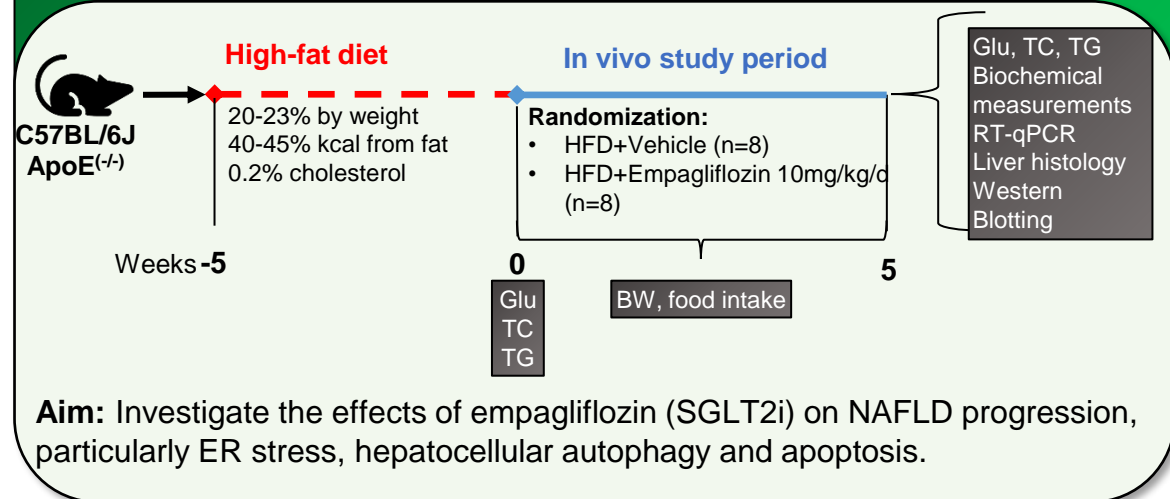 High-fat diet
In vivo study period
C57BL/6J
ApoE(-/-)
20-23% by weight
40-45% kcal from fat
0.2% cholesterol
Randomization:
• HFD+Vehicle (n=8)
• HFD+Empagliflozin 10mg/kg/d
(n=8)
Glu, TC, TG
Biochemical
measurements
RT-qPCR
Liver histology
Western
Blotting
Weeks -5
0
5
Glu
TC
TG
BW, food intake
Aim: Investigate the effects of empagliflozin (SGLT2i) on NAFLD progression,
particularly ER stress, hepatocellular autophagy and apoptosis.